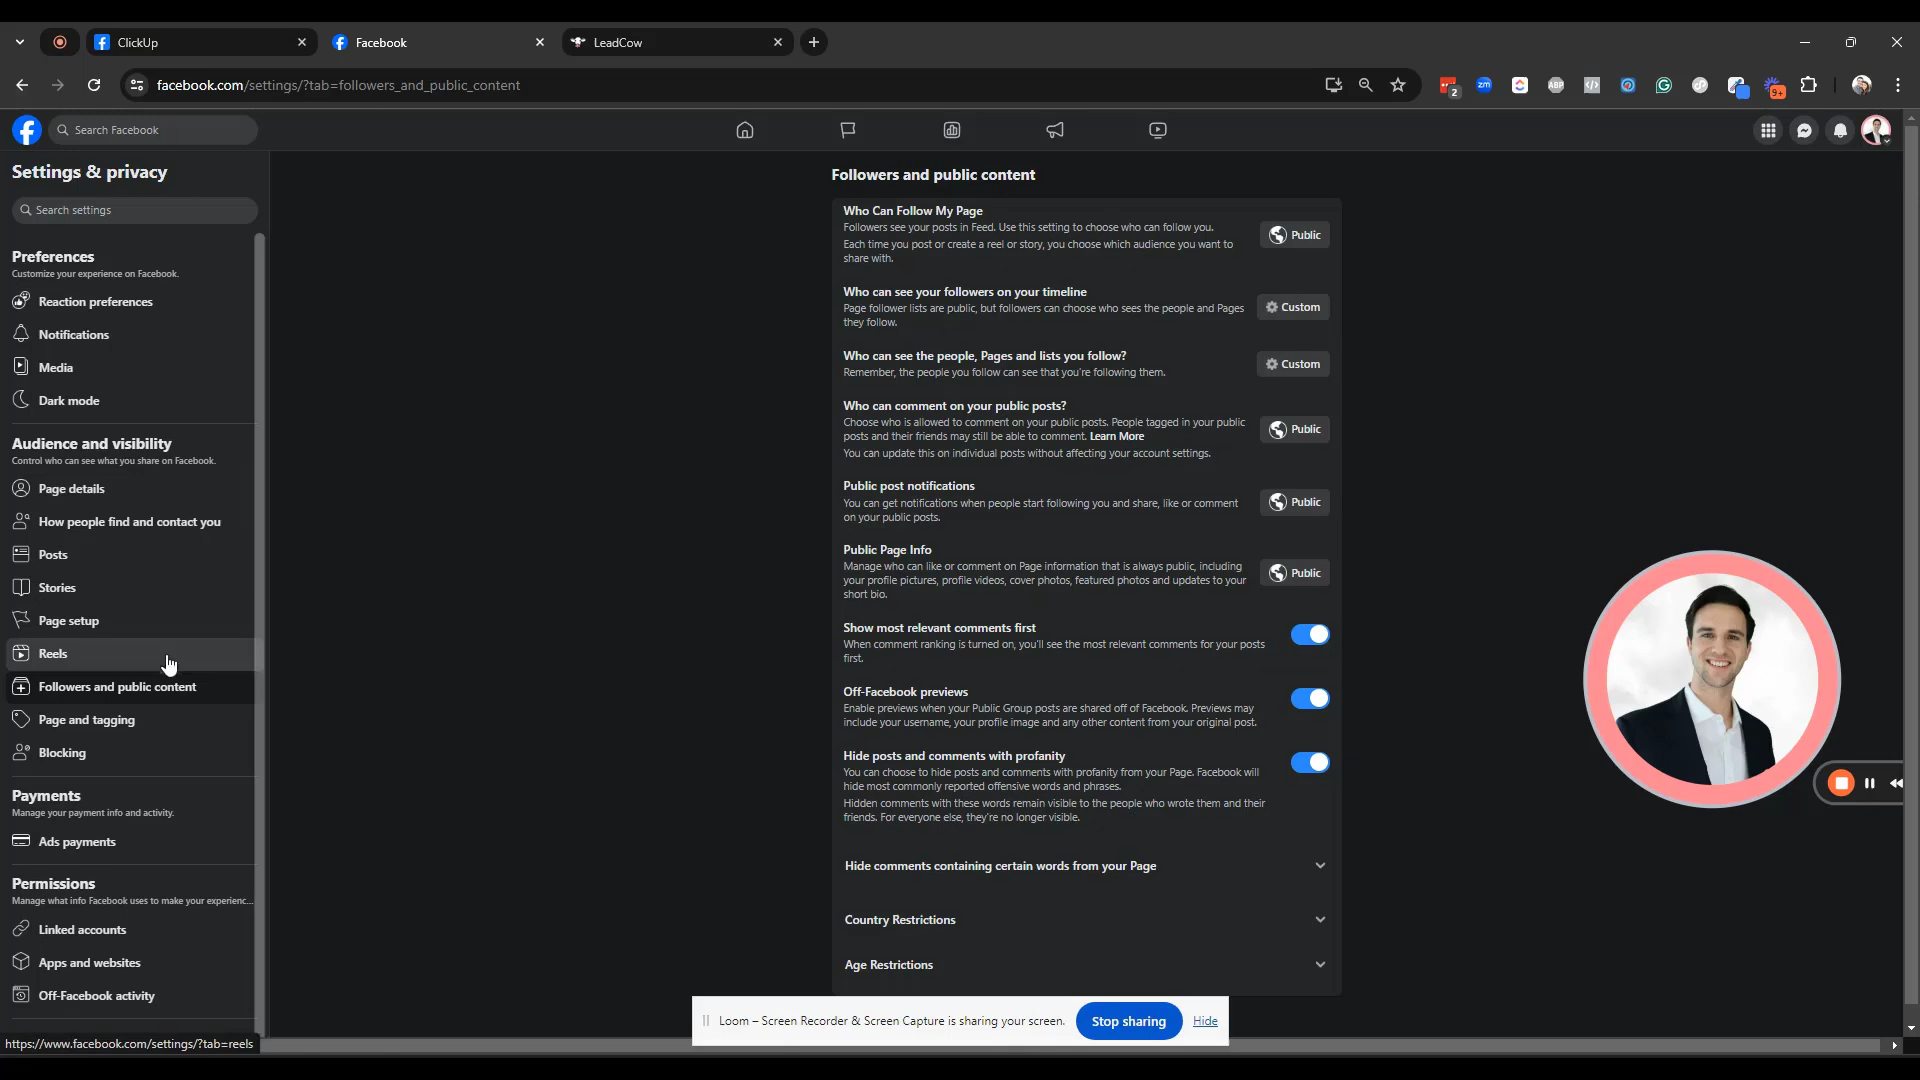 ClickUp
Facebook
LeadCow
facebook.com/settings/?tab=followers_and_public_content
2
zm
ABP
9+
Search Facebook
Settings & privacy
Search settings
Preferences
Customize your experience on Facebook.
Reaction preferences
Notifications
Media
Dark mode
Audience and visibility
Control who can see what you share on Facebook.
Page details
How people find and contact you
Posts
Stories
Page setup
Reels
Followers and public content
Page and tagging
Blocking
Payments
Manage your payment info and activity.
Ads payments
Permissions
Manage what info Facebook uses to make your experienc...
Linked accounts
Apps and websites
Off-Facebook activity
https://www.facebook.com/settings/?tab=reels
Followers and public content
Who Can Follow My Page
Followers see your posts in Feed. Use this setting to choose who can follow you.
Each time you post or create a reel or story, you choose which audience you want to
share with.
Public
Who can see your followers on your timeline
Page follower lists are public, but followers can choose who sees the people and Pages
they follow.
Custom
Who can see the people, Pages and lists you follow?
Remember, the people you follow can see that you're following them.
Custom
Who can comment on your public posts?
Choose who is allowed to comment on your public posts. People tagged in your public
posts and their friends may still be able to comment. Learn More
You can update this on individual posts without affecting your account settings.
Public
Public post notifications
You can get notifications when people start following you and share, like or comment
on your public posts.
Public
Public Page Info
Manage who can like or comment on Page information that is always public, including
your profile pictures, profile videos, cover photos, featured photos and updates to your
short bio.
Public
Show most relevant comments first
When comment ranking is turned on, you'll see the most relevant comments for your posts
first.
Off-Facebook previews
Enable previews when your Public Group posts are shared off of Facebook. Previews may
include your username, your profile image and any other content from your original post.
Hide posts and comments with profanity
You can choose to hide posts and comments with profanity from your Page. Facebook will
hide most commonly reported offensive words and phrases.
Hidden comments with these words remain visible to the people who wrote them and their
friends. For everyone else, they're no longer visible.
Hide comments containing certain words from your Page
Country Restrictions
Age Restrictions
Loom – Screen Recorder & Screen Capture is sharing your screen.
Stop sharing
Hide